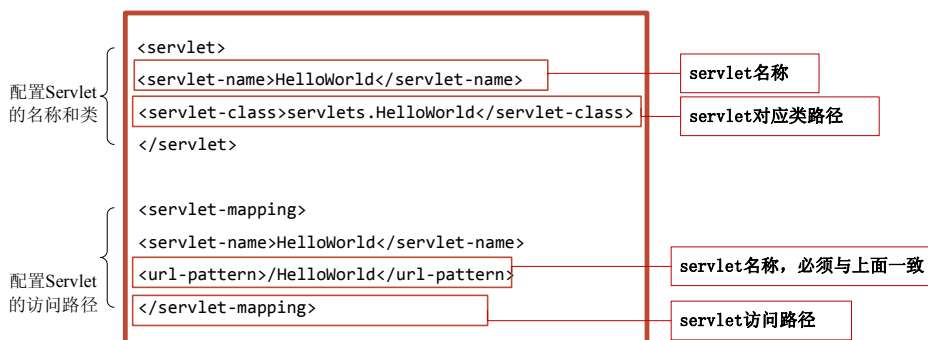 配置Servlet
的名称和类
<servlet>
<servlet-name>HelloWorld</servlet-name>
<servlet-class>servlets.HelloWorld</servlet-class>
</servlet>
servlet名称
servlet对应类路径
配置Servlet
的访问路径
<servlet-mapping>
<servlet-name>HelloWorld</servlet-name>
<url-pattern>/HelloWorld</url-pattern>
</servlet-mapping>
servlet名称，必须与上面一致
servlet访问路径